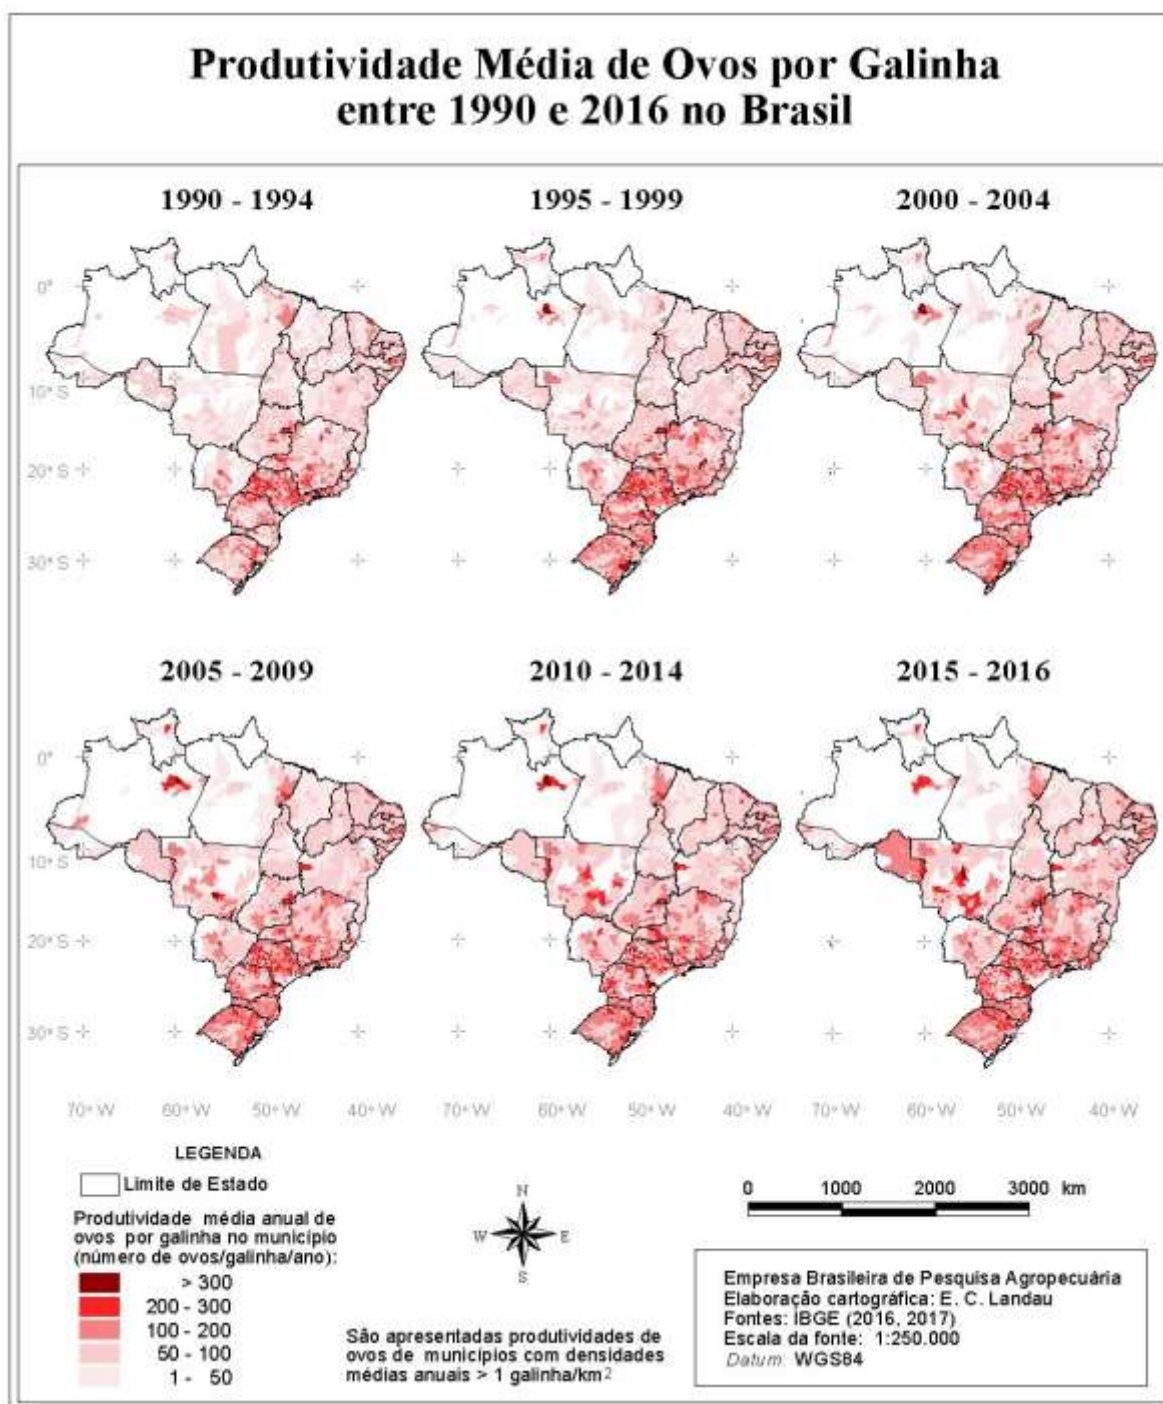 Produtividade Média de Ovos por Galinha
entre 1990 e 2016 no Brasil
1990 - 1994
1995 - 1999
2000 - 2004
0°
10° S
20° S
30° S
2005 - 2009
2010 - 2014
2015 - 2016
0°
10° S
20° S
30° S
70° W 60° W 50° W 40° W 70° W 60° W 50° W 40° W 70° W 60° W 50° W 40° W
LEGENDA
Limite de Estado
Produtividade média anual de
ovos por galinha no município
(número de ovos/galinha/ano):
> 300
200 - 300
100 - 200
50 - 100
1 - 50
N
W E
S
São apresentadas produtividades de
ovos de municípios com densidades
médias anuais > 1 galinha/km²
0 1000 2000 3000 km
Empresa Brasileira de Pesquisa Agropecuária
Elaboração cartográfica: E. C. Landau
Fontes: IBGE (2016, 2017)
Escala da fonte: 1:250.000
Datum: WGS84